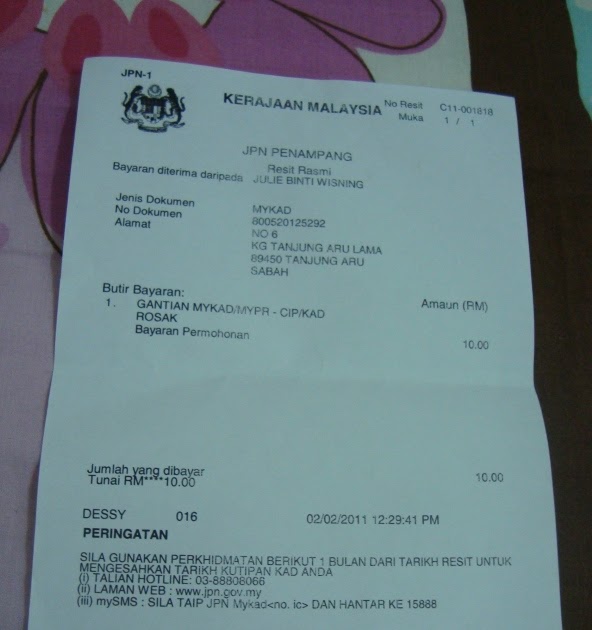 JPN-1
KERAJAAN MALAYSIA
No Resit C11-001818
Muka 1 / 1
JPN PENAMPANG
Resit Rasmi
Bayaran diterima daripada JULIE BINTI WISNING
Jenis Dokumen MYKAD
No Dokumen 800520125292
Alamat NO 6
KG TANJUNG ARU LAMA
89450 TANJUNG ARU
SABAH
Butir Bayaran: Amaun (RM)
1. GANTIAN MYKAD/MYPR - CIP/KAD
ROSAK
Bayaran Permohonan 10.00
Jumlah yang dibayar 10.00
Tunai RM****10.00
DESSY 016 02/02/2011 12:29:41 PM
PERINGATAN
SILA GUNAKAN PERKHIDMATAN BERIKUT 1 BULAN DARI TARIKH RESIT UNTUK
MENGESAHKAN TARIKH KUTIPAN KAD ANDA
(i) TALIAN HOTLINE: 03-88808066
(ii) LAMAN WEB : www.jpn.gov.my
(iii) mySMS : SILA TAIP JPN Mykad<no. ic> DAN HANTAR KE 15888